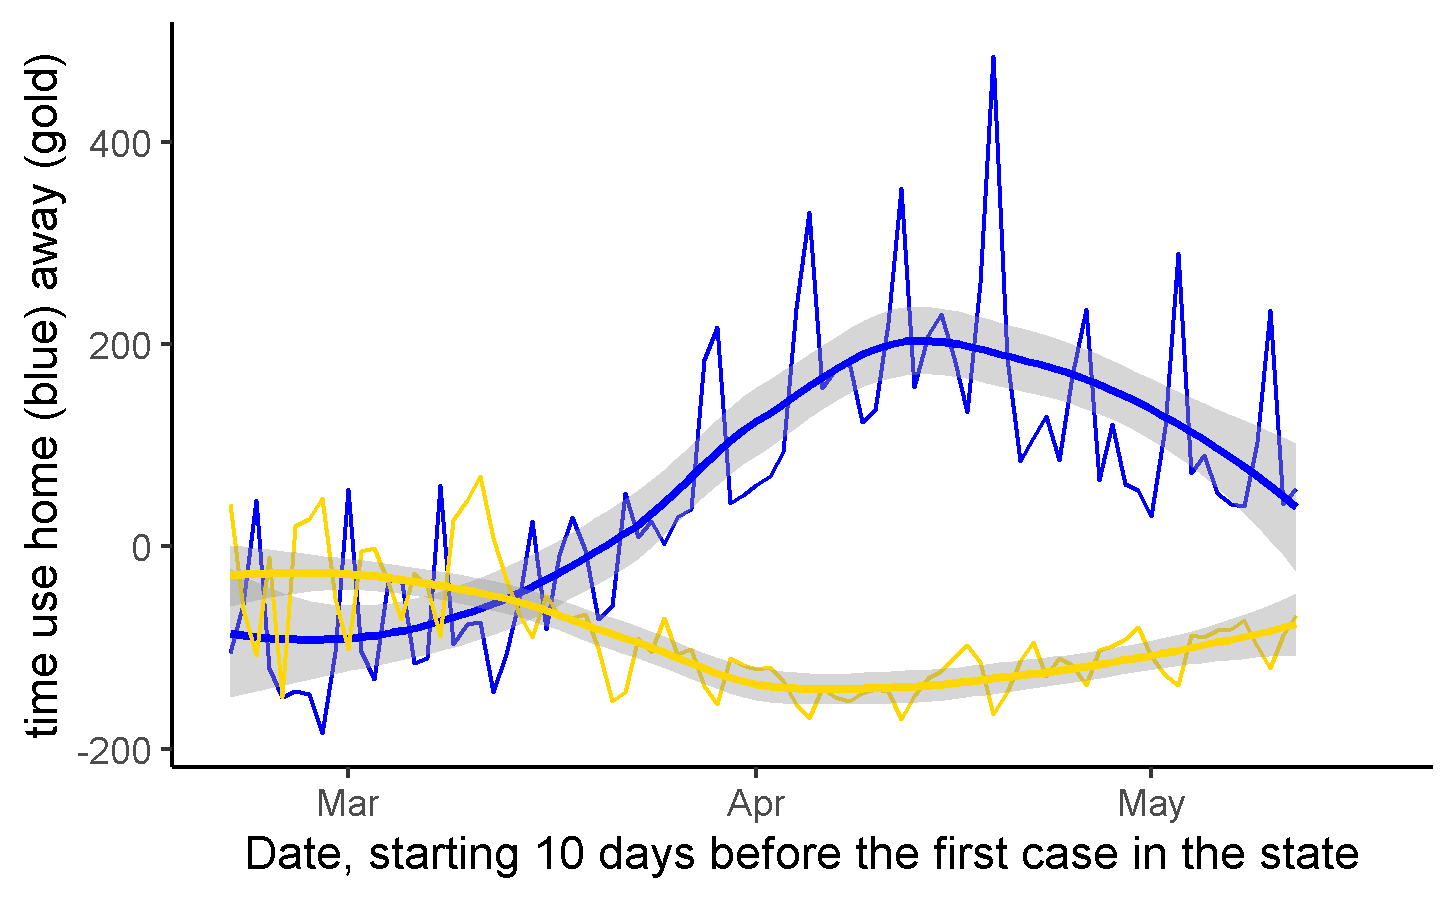 time use home (blue) away (gold)
400
200
0
-200
Mar
Apr
May
Date, starting 10 days before the first case in the state